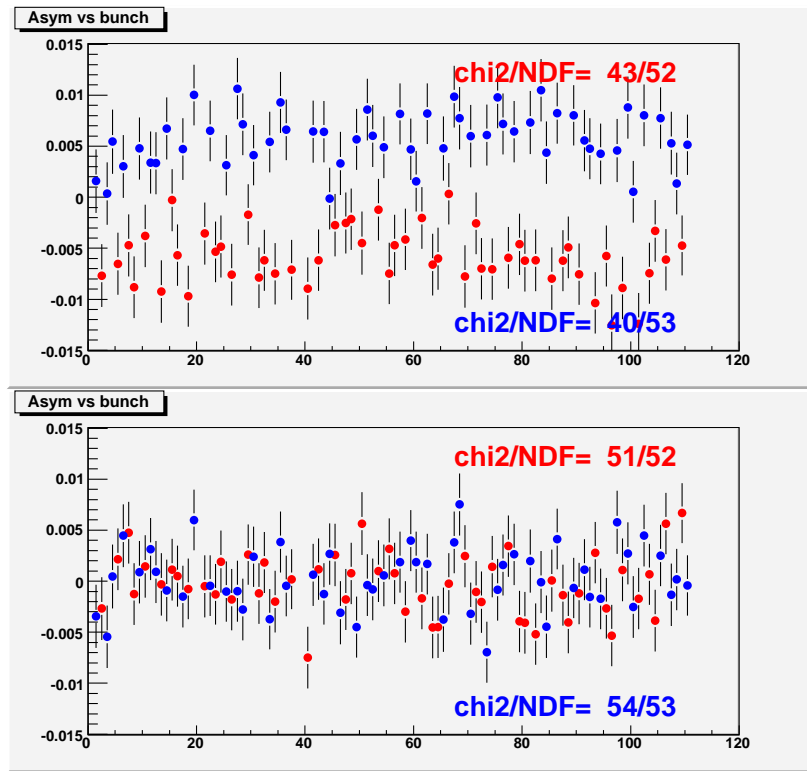 Asym vs bunch
0.015
chi2/NDF= 43/52
0.01
0.005
0
-0.005
-0.01
chi2/NDF= 40/53
-0.015
0 20 40 60 80 100 120
Asym vs bunch
0.015
chi2/NDF= 51/52
0.01
0.005
0
-0.005
-0.01
chi2/NDF= 54/53
-0.015
0 20 40 60 80 100 120